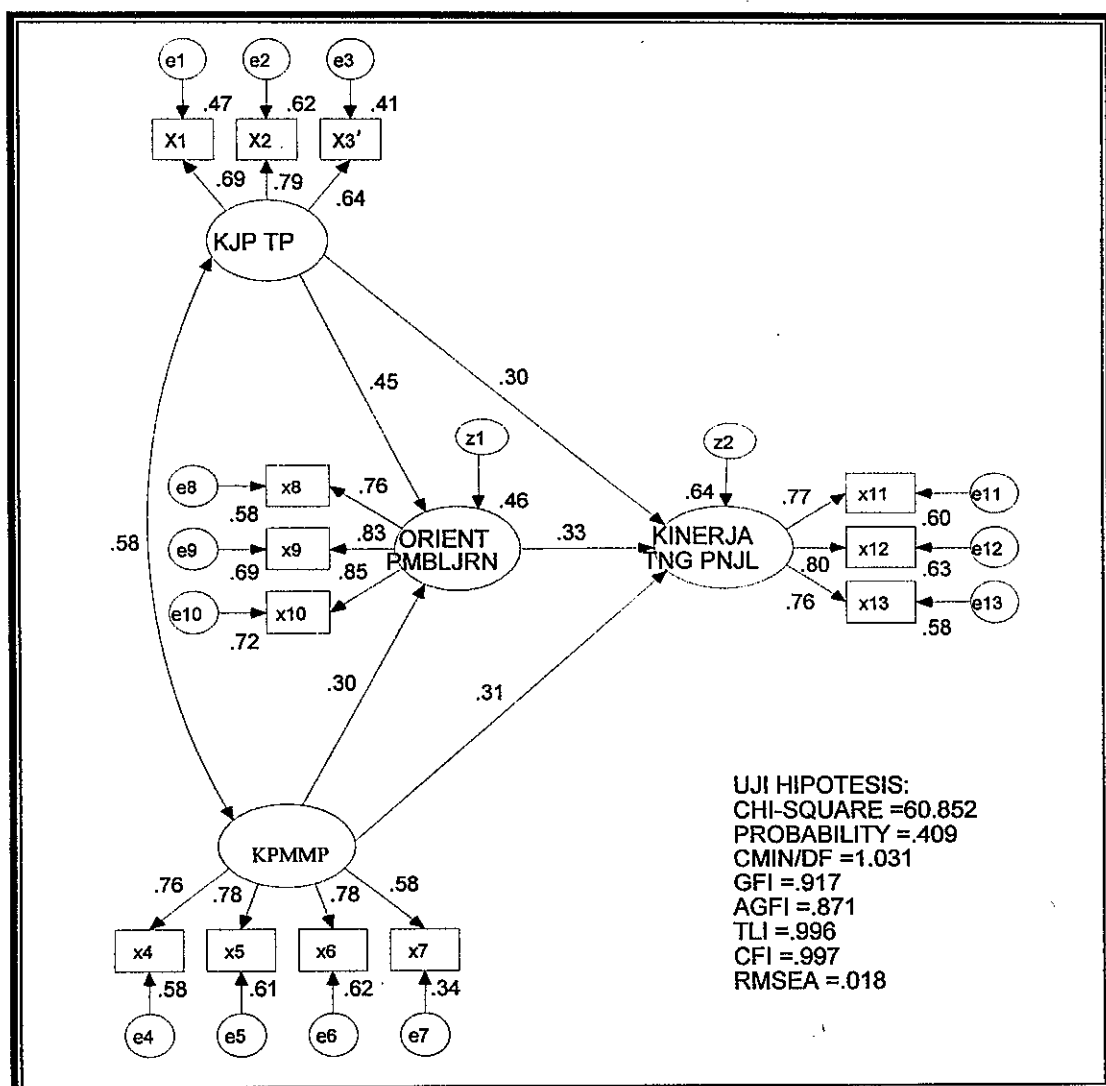 e1 e2 e3
.47 .62 .41
X1 X2 X3'
.69 .79 .64
KJP TP
.45 .30
z1 z2
e8 x8 .76 .46 .64 .77 x11 e11
.58 .60
.58 e9 x9 .83 ORIENT .33 KINERJA x12 e12
PMBLJRN TNG PNJL
.69 .85 .80 .63
e10 x10 .76 x13 e13
.72 .58
.30 .31
KPMMP
.76 .78 .78 .58
x4 x5 x6 x7
.58 .61 .62 .34
e4 e5 e6 e7
UJI HIPOTESIS:
CHI-SQUARE =60.852
PROBABILITY =.409
CMIN/DF =1.031
GFI =.917
AGFI =.871
TLI =.996
CFI =.997
RMSEA =.018